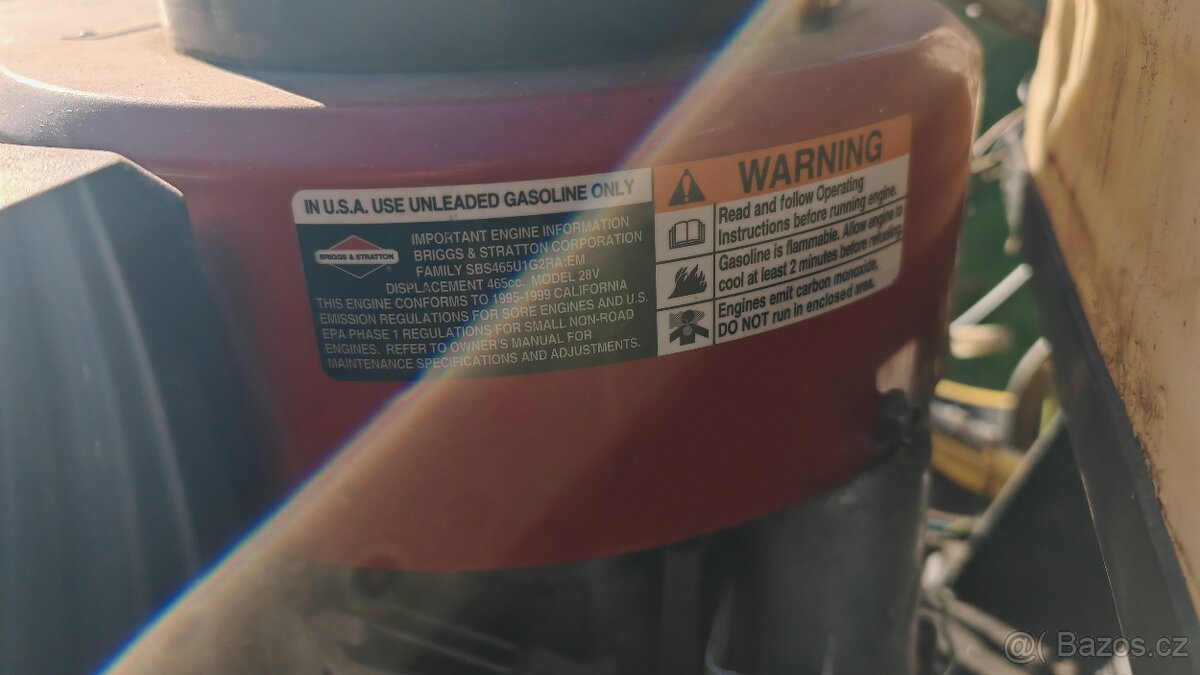 IN U.S.A. USE UNLEADED GASOLINE ONLY
BRIGGS & STRATTON
IMPORTANT ENGINE INFORMATION
BRIGGS & STRATTON CORPORATION
FAMILY SBS465U1G2RA:EM
DISPLACEMENT 465cc. MODEL 28V
THIS ENGINE CONFORMS TO 1995-1999 CALIFORNIA
EMISSION REGULATIONS FOR SORE ENGINES AND U.S.
EPA PHASE 1 REGULATIONS FOR SMALL NON-ROAD
ENGINES. REFER TO OWNER'S MANUAL FOR
MAINTENANCE SPECIFICATIONS AND ADJUSTMENTS.
WARNING
Read and follow Operating
Instructions before running engine.
Gasoline is flammable. Allow engine to
cool at least 2 minutes before refueling.
Engines emit carbon monoxide,
DO NOT run in enclosed area.
@( Bazos.cz